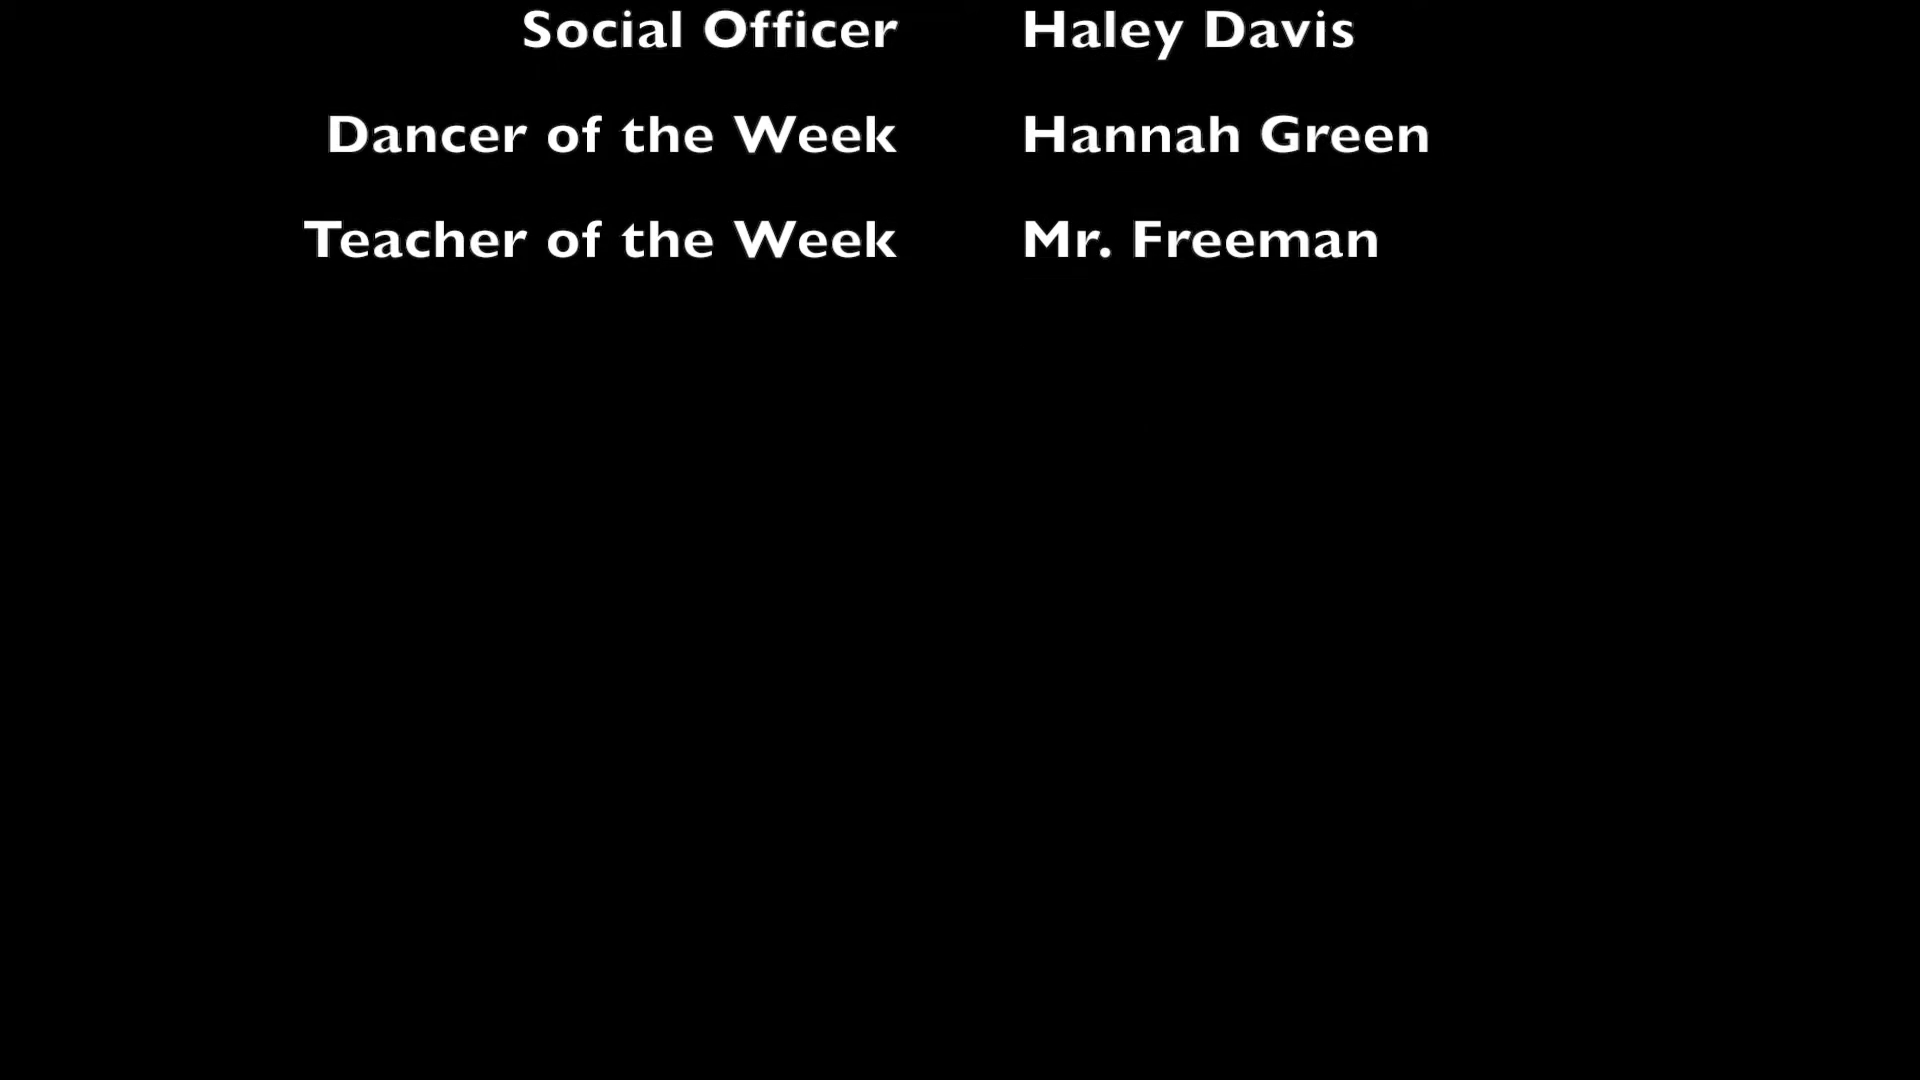 Social Officer Haley Davis
Dancer of the Week Hannah Green
Teacher of the Week Mr. Freeman